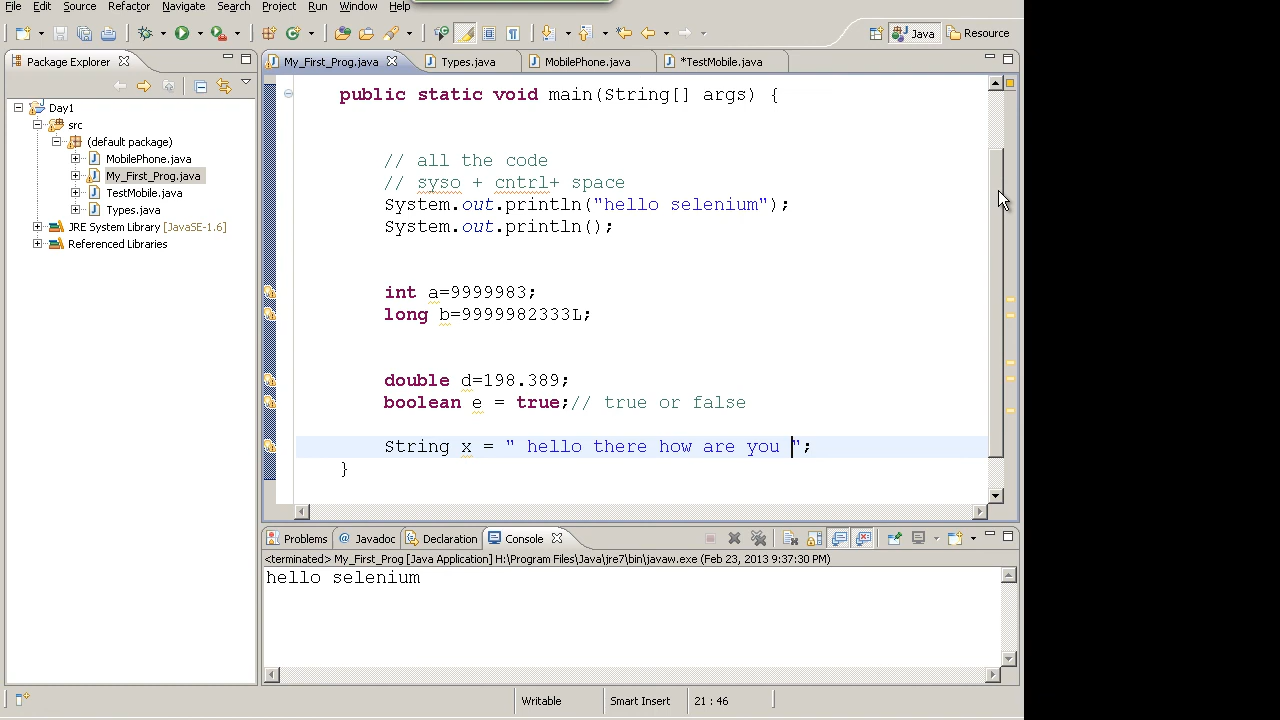 File Edit Source Refactor Navigate Search Project Run Window Help
Java Resource
Package Explorer
My_First_Prog.java Types.java MobilePhone.java *TestMobile.java
Day1
src
(default package)
MobilePhone.java
My_First_Prog.java
TestMobile.java
Types.java
JRE System Library [JavaSE-1.6]
Referenced Libraries
public static void main(String[] args) {
// all the code
// syso + cntrl+ space
System.out.println("hello selenium");
System.out.println();
int a=9999983;
long b=9999982333L;
double d=198.389;
boolean e = true;// true or false
String x = " hello there how are you ";
}
Problems Javadoc Declaration Console
<terminated> My_First_Prog [Java Application] H:\Program Files\Java\jre7\bin\javaw.exe (Feb 23, 2013 9:37:30 PM)
hello selenium
Writable Smart Insert 21 : 46